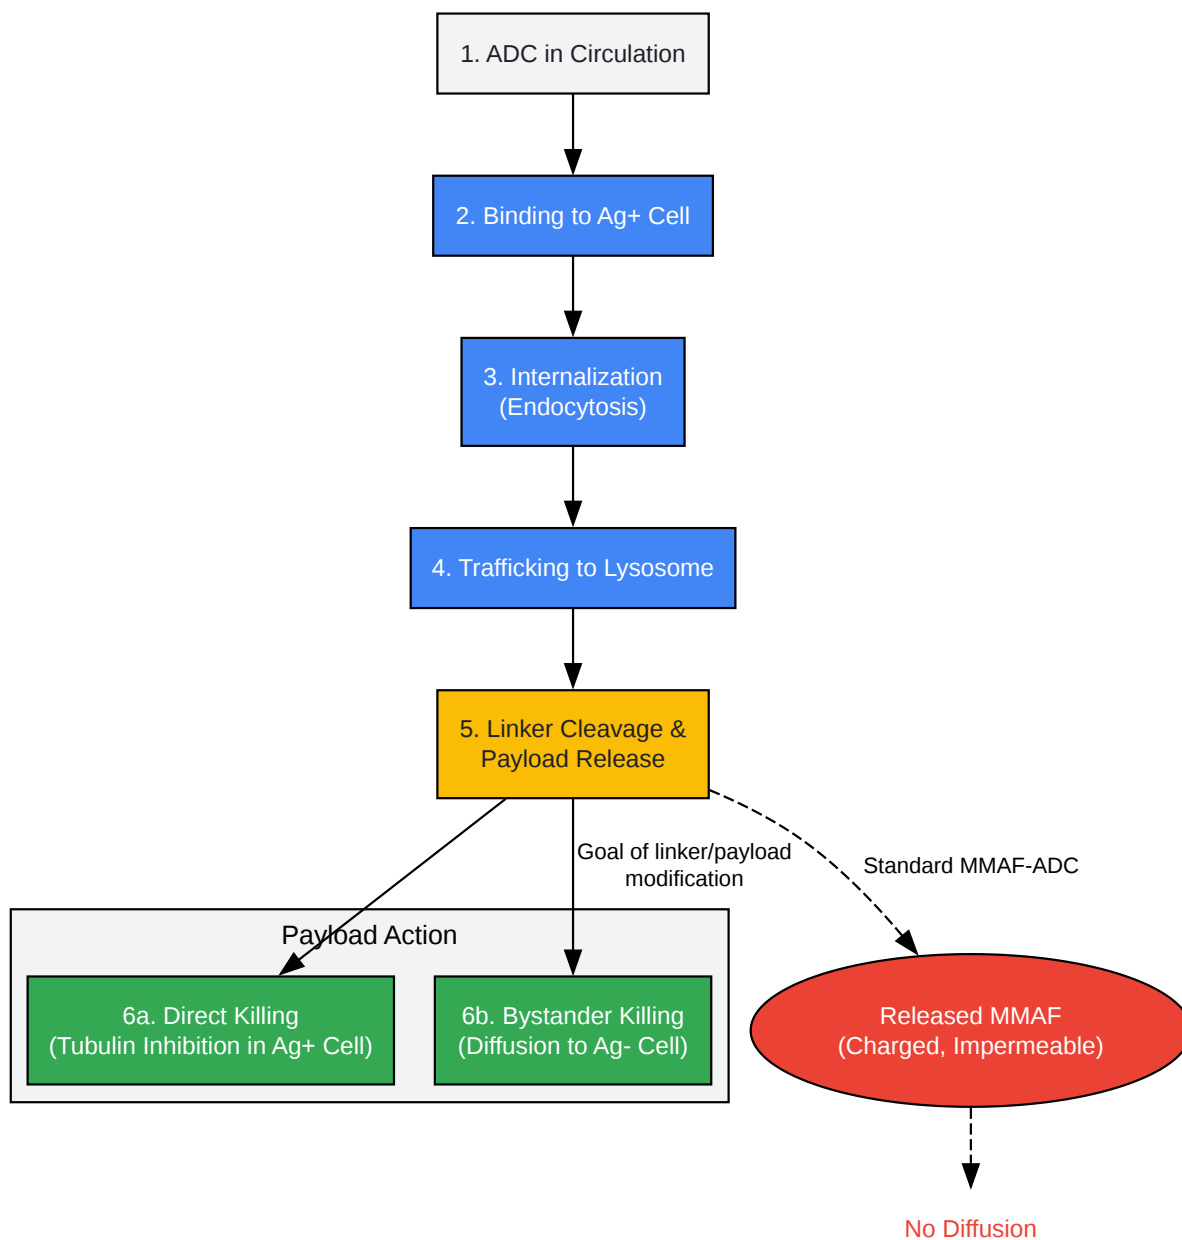 1. ADC in Circulation
2. Binding to Ag+ Cell
3. Internalization
(Endocytosis)
4. Trafficking to Lysosome
5. Linker Cleavage &
Payload Release
Goal of linker/payload
modification
Standard MMAF-ADC
Payload Action
6a. Direct Killing
(Tubulin Inhibition in Ag+ Cell)
6b. Bystander Killing
(Diffusion to Ag- Cell)
Released MMAF
(Charged, Impermeable)
No Diffusion